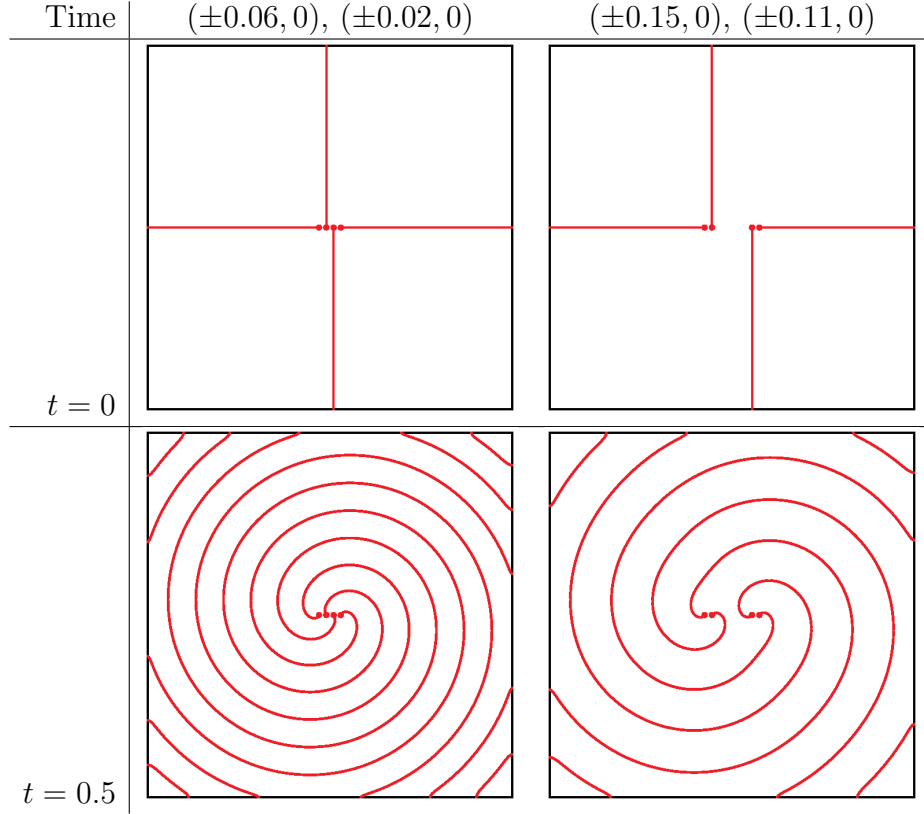 Time (±0.06, 0), (±0.02, 0) (±0.15, 0), (±0.11, 0)
t = 0
t = 0.5